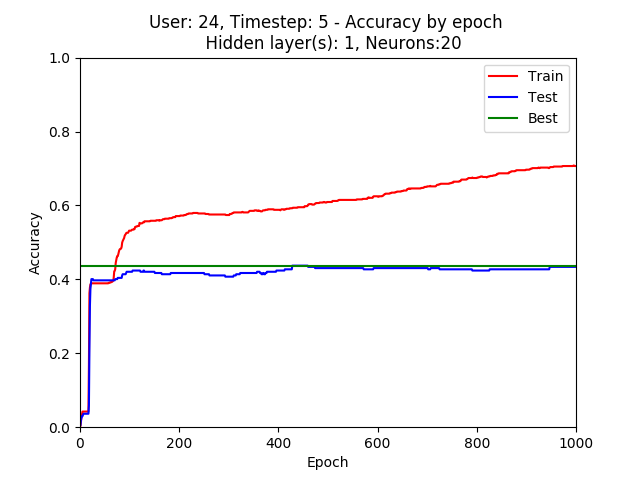 User: 24, Timestep: 5 - Accuracy by epoch
Hidden layer(s): 1, Neurons:20
1.0
0.8
0.6
0.4
0.2
0.0
Accuracy
Train
Test
Best
0 200 400 600 800 1000
Epoch